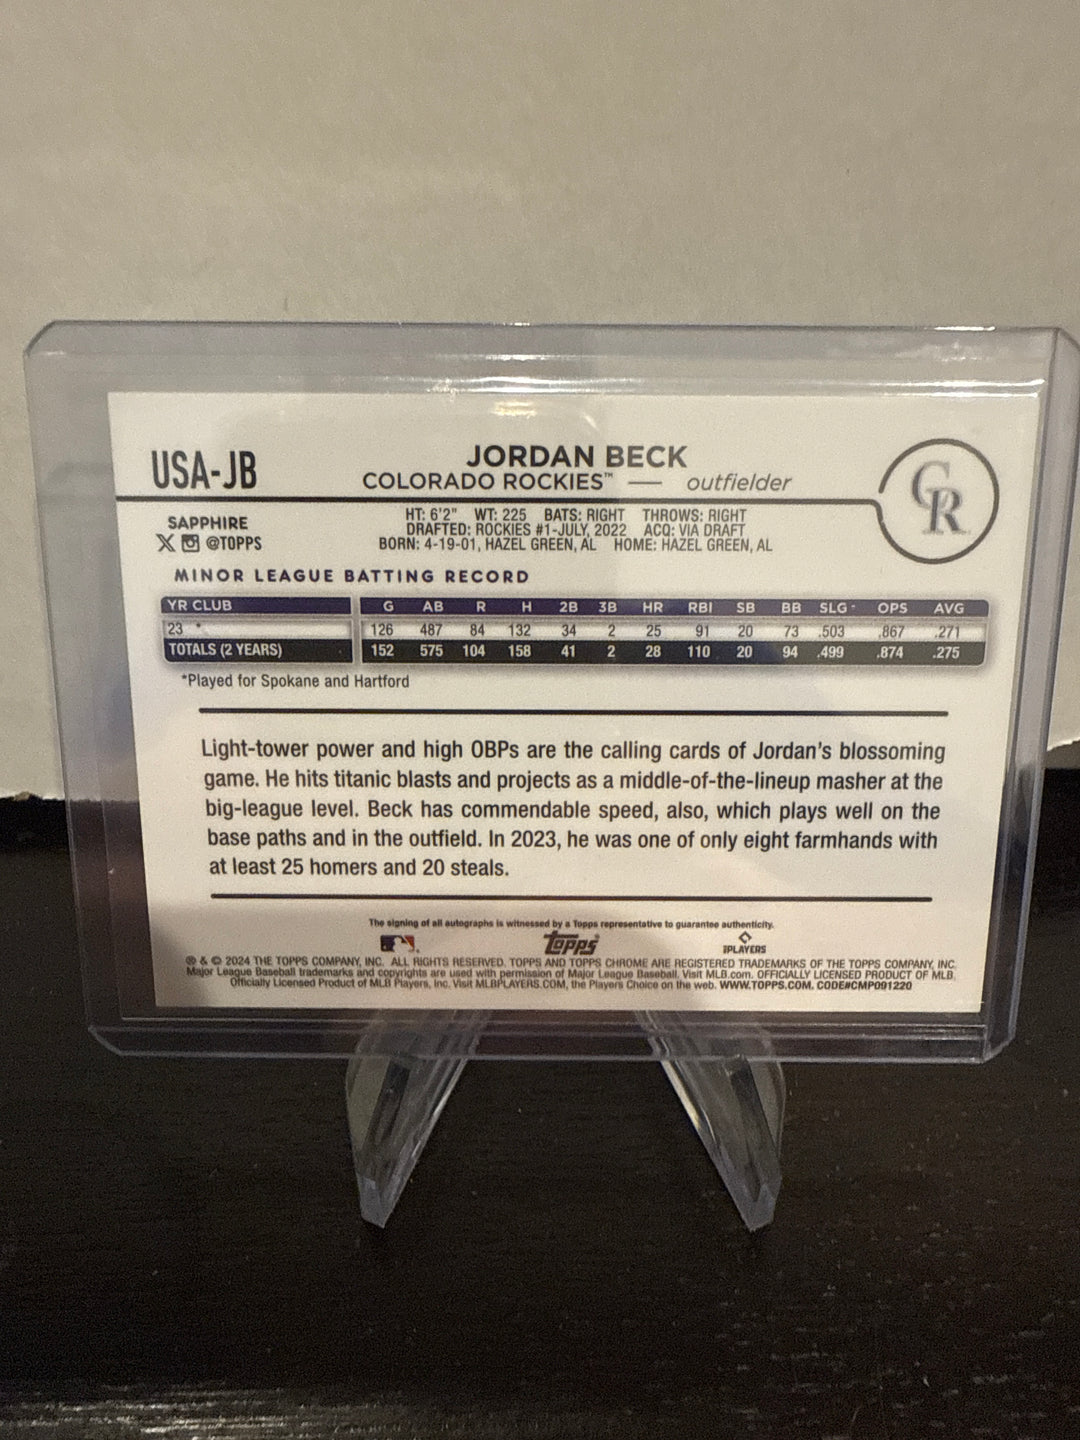 USA-JB
JORDAN BECK
COLORADO ROCKIES™ — outfielder
CR
SAPPHIRE
X @TOPPS
HT: 6'2" WT: 225 BATS: RIGHT THROWS: RIGHT
DRAFTED: ROCKIES #1-JULY, 2022 ACQ: VIA DRAFT
BORN: 4-19-01, HAZEL GREEN, AL HOME: HAZEL GREEN, AL
MINOR LEAGUE BATTING RECORD
YR CLUB G AB R H 2B 3B HR RBI SB BB SLG OPS AVG
23 * 126 487 84 132 34 2 25 91 20 73 .503 .867 .271
TOTALS (2 YEARS) 152 575 104 158 41 2 28 110 20 94 .499 .874 .275
*Played for Spokane and Hartford
Light-tower power and high OBPs are the calling cards of Jordan's blossoming
game. He hits titanic blasts and projects as a middle-of-the-lineup masher at the
big-league level. Beck has commendable speed, also, which plays well on the
base paths and in the outfield. In 2023, he was one of only eight farmhands with
at least 25 homers and 20 steals.
The signing of all autographs is witnessed by a Topps representative to guarantee authenticity.
Topps
PLAYERS
® & © 2024 THE TOPPS COMPANY, INC. ALL RIGHTS RESERVED. TOPPS AND TOPPS CHROME ARE REGISTERED TRADEMARKS OF THE TOPPS COMPANY, INC.
Major League Baseball trademarks and copyrights are used with permission of Major League Baseball. Visit MLB.com. OFFICIALLY LICENSED PRODUCT OF MLB
Officially Licensed Product of MLB Players, Inc. Visit MLBPLAYERS.COM, the Players Choice on the web. WWW.TOPPS.COM. CODE#CMP091220